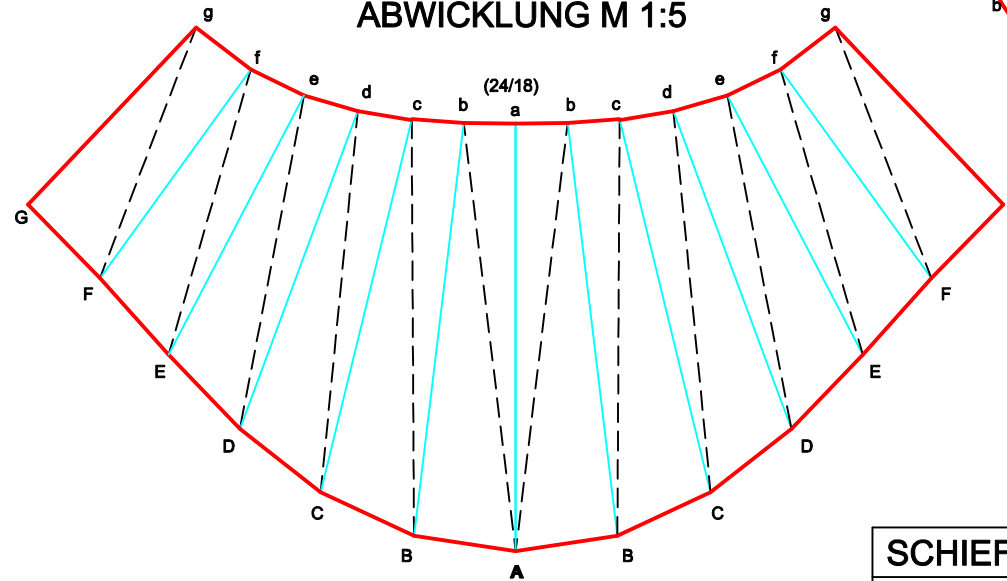 ABWICKLUNG M 1:5
b
g g
f f
e e
d d
c b (24/18) b c
a
G
F F
E E
D D
C C
B B
A
SCHIEF